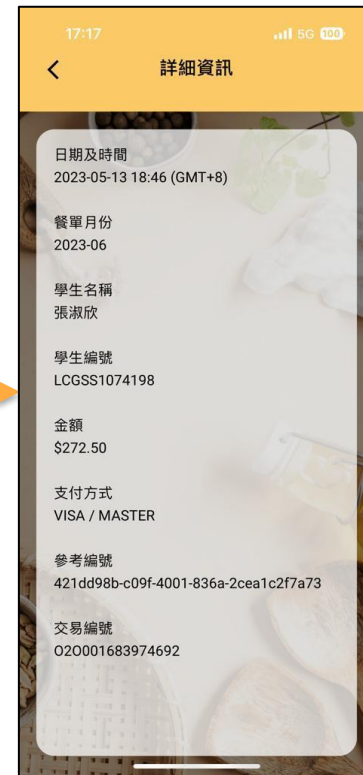 17:17
5G 100
詳細資訊
日期及時間
2023-05-13 18:46 (GMT+8)
餐單月份
2023-06
學生名稱
張淑欣
學生編號
LCGSS1074198
金額
$272.50
支付方式
VISA / MASTER
參考編號
421dd98b-c09f-4001-836a-2cea1c2f7a73
交易編號
O2O001683974692